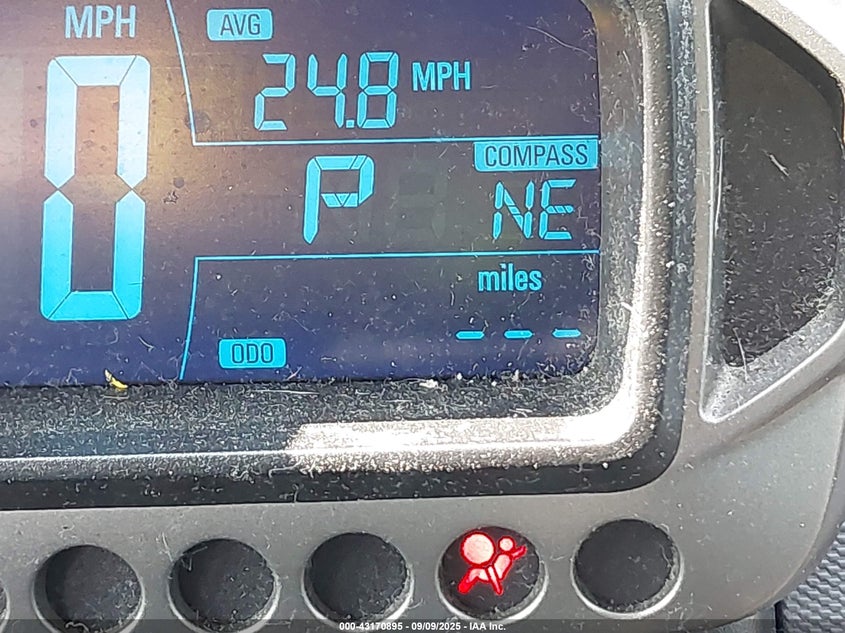 MPH
AVG
24.8 MPH
0
COMPASS
P NE
miles
ODO ---
000-43170895 - 09/09/2025 - IAA Inc.